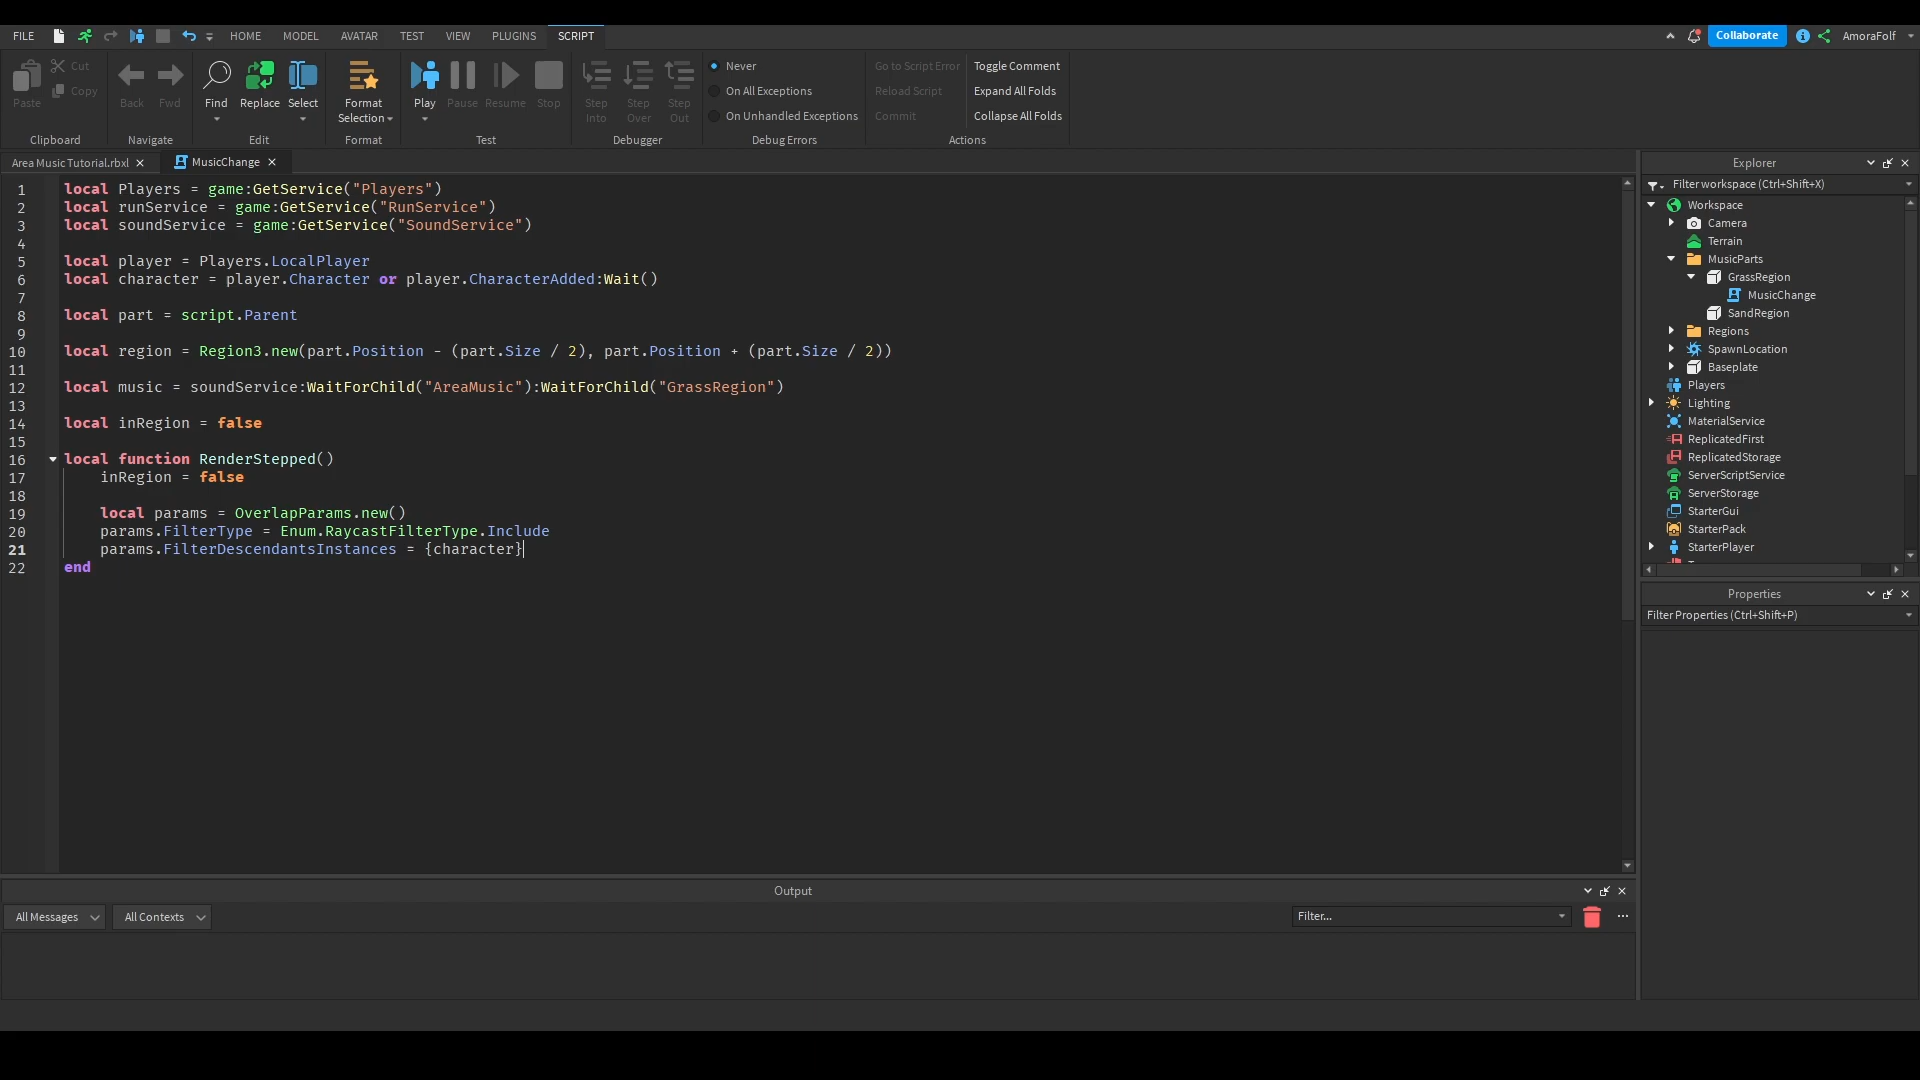 FILE HOME MODEL AVATAR TEST VIEW PLUGINS SCRIPT Collaborate AmoraFolf
Paste Cut Copy
Clipboard
Back Fwd
Navigate
Find Replace Select
Edit
Format Selection
Format
Play Pause Resume Stop
Test
Step Into Step Over Step Out
Debugger
Never
On All Exceptions
On Unhandled Exceptions
Debug Errors
Go to Script Error
Reload Script
Commit
Toggle Comment
Expand All Folds
Collapse All Folds
Actions
Area Music Tutorial.rbxl MusicChange
1 local Players = game:GetService("Players")
2 local runService = game:GetService("RunService")
3 local soundService = game:GetService("SoundService")
4
5 local player = Players.LocalPlayer
6 local character = player.Character or player.CharacterAdded:Wait()
7
8 local part = script.Parent
9
10 local region = Region3.new(part.Position - (part.Size / 2), part.Position + (part.Size / 2))
11
12 local music = soundService:WaitForChild("AreaMusic"):WaitForChild("GrassRegion")
13
14 local inRegion = false
15
16 local function RenderStepped()
17 inRegion = false
18
19 local params = OverlapParams.new()
20 params.FilterType = Enum.RaycastFilterType.Include
21 params.FilterDescendantsInstances = {character}
22 end
Explorer
Filter workspace (Ctrl+Shift+X)
Workspace
Camera
Terrain
MusicParts
GrassRegion
MusicChange
SandRegion
Regions
SpawnLocation
Baseplate
Players
Lighting
MaterialService
ReplicatedFirst
ReplicatedStorage
ServerScriptService
ServerStorage
StarterGui
StarterPack
StarterPlayer
Properties
Filter Properties (Ctrl+Shift+P)
Output
All Messages All Contexts Filter...